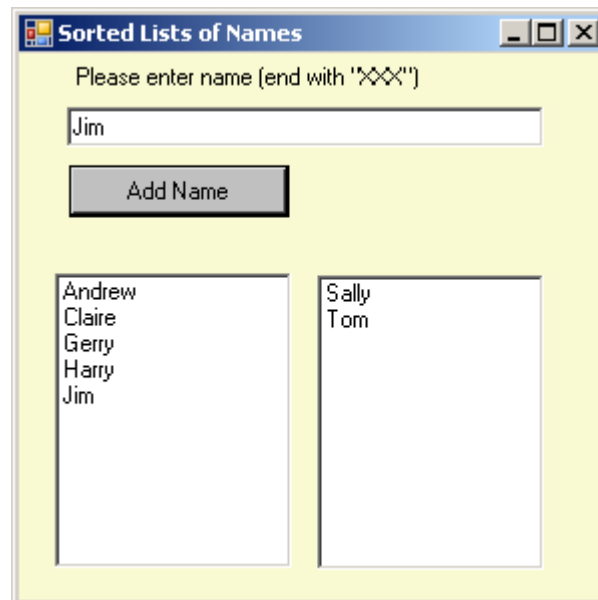 Sorted Lists of Names
Please enter name (end with "XXX")
Jim
Add Name
Andrew
Claire
Gerry
Harry
Jim
Sally
Tom